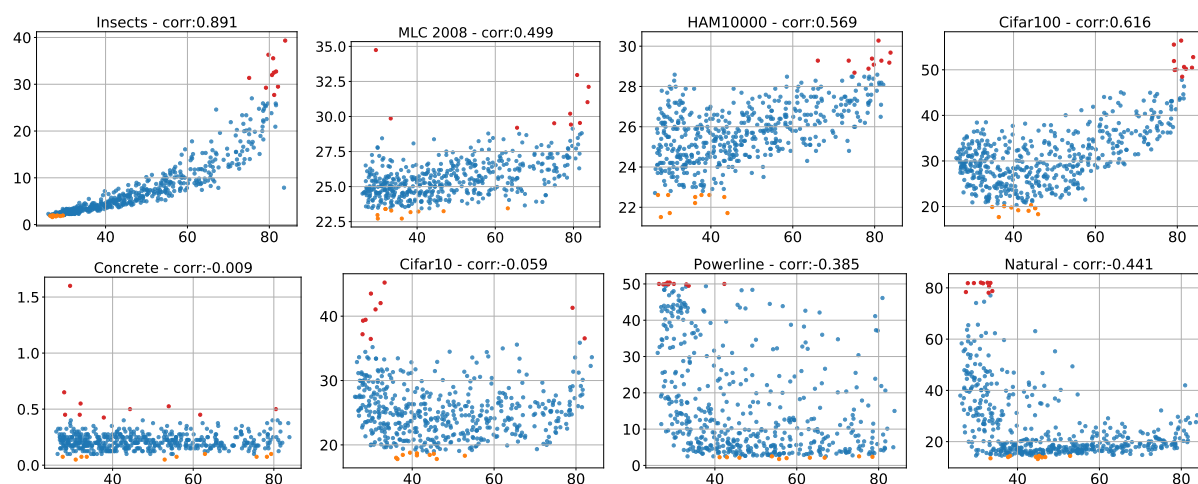 Insects - corr:0.891
40
30
20
10
0
40 60 80
MLC 2008 - corr:0.499
35.0
32.5
30.0
27.5
25.0
22.5
40 60 80
HAM10000 - corr:0.569
30
28
26
24
22
40 60 80
Cifar100 - corr:0.616
50
40
30
20
40 60 80
Concrete - corr:-0.009
1.5
1.0
0.5
0.0
40 60 80
Cifar10 - corr:-0.059
40
30
20
40 60 80
Powerline - corr:-0.385
50
40
30
20
10
0
40 60 80
Natural - corr:-0.441
80
60
40
20
40 60 80